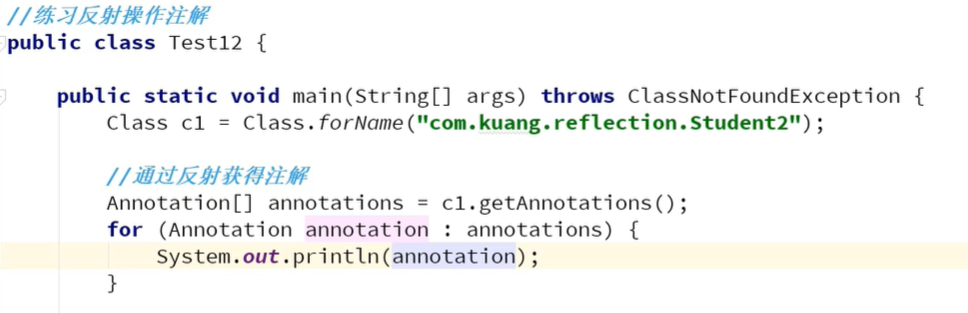 //练习反射操作注解
public class Test12 {
public static void main(String[] args) throws ClassNotFoundException {
Class c1 = Class.forName("com.kuang.reflection.Student2");
//通过反射获得注解
Annotation[] annotations = c1.getAnnotations();
for (Annotation annotation : annotations) {
System.out.println(annotation);
}